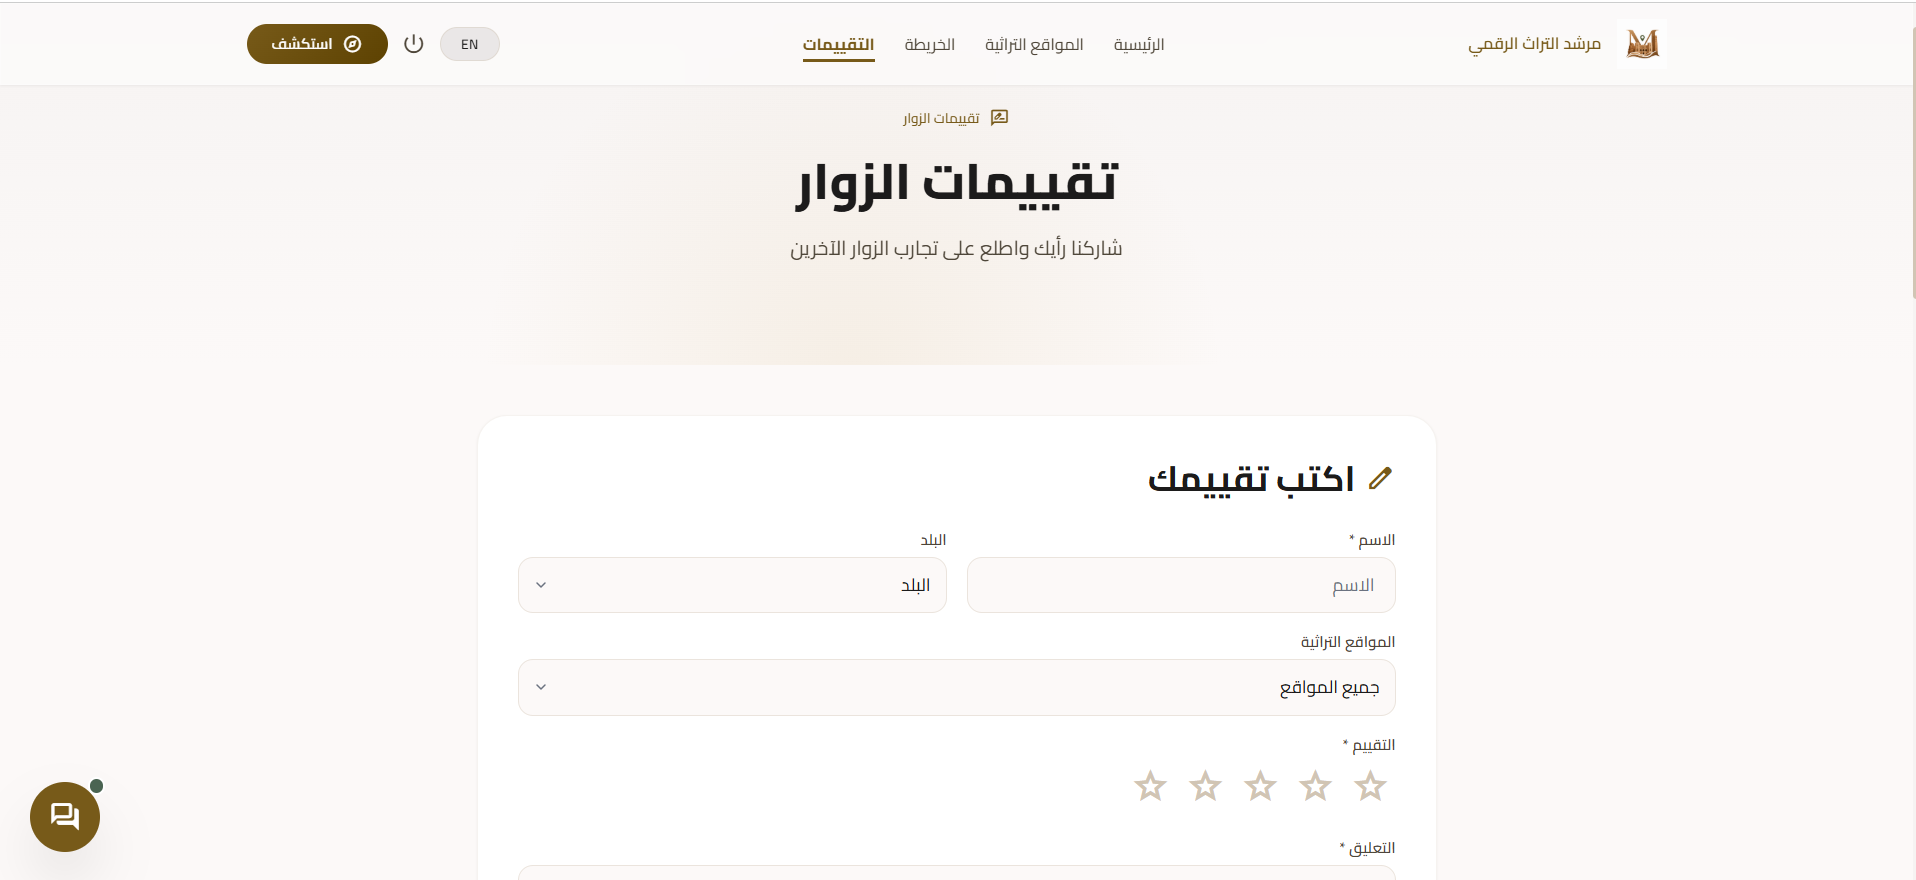 مرشد التراث الرقمي
الرئيسية
المواقع التراثية
الخريطة
التقييمات
EN
استكشف
تقييمات الزوار
تقييمات الزوار
شاركنا رأيك واطلع على تجارب الزوار الآخرين
اكتب تقييمك
الاسم *
البلد
الاسم
البلد
المواقع التراثية
جميع المواقع
التقييم *
التعليق *